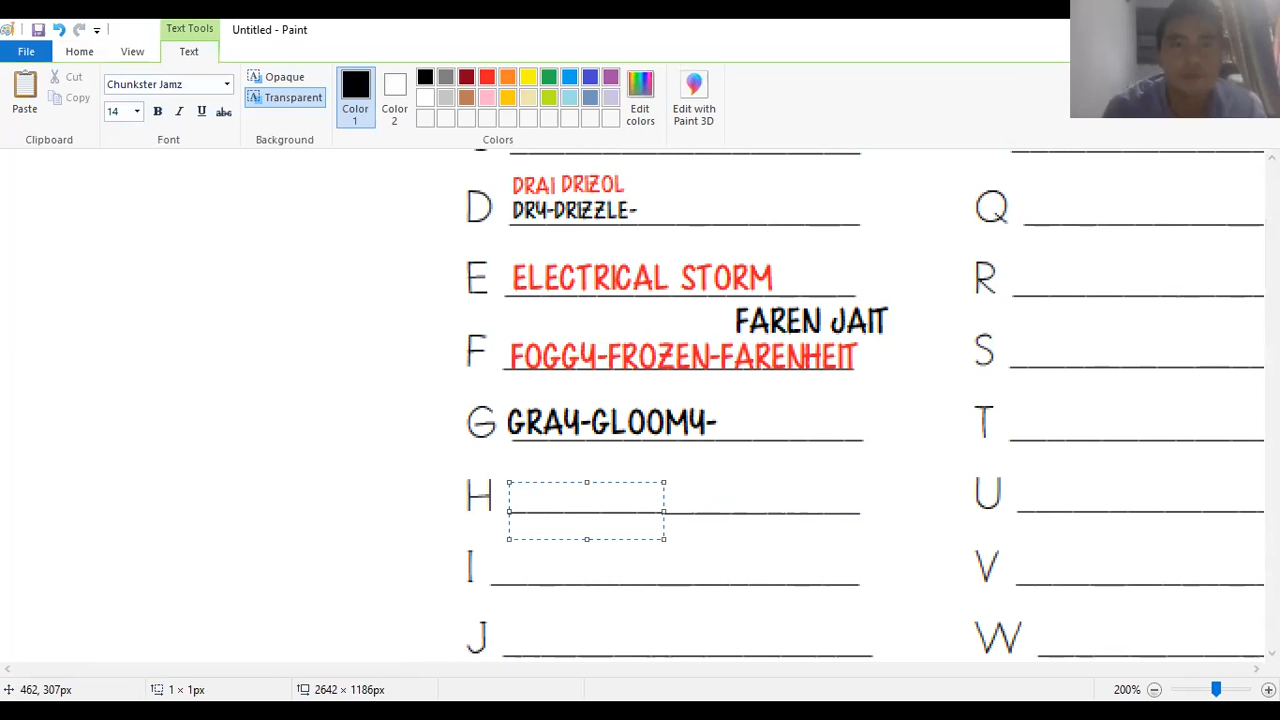 Text Tools Untitled - Paint
File Home View Text
Paste Cut Copy Chunkster Jamz Opaque
14 B I U abc Transparent
Color 1 Color 2 Edit colors Edit with Paint 3D
Clipboard Font Background Colors
DRAI DRIZOL
D DRY-DRIZZLE- Q
E ELECTRICAL STORM R
FAREN JAIT
F FOGGY-FROZEN-FARENHEIT S
G GRAY-GLOOMY- T
H U
I V
J W
462, 307px 1 × 1px 2642 × 1186px 200%